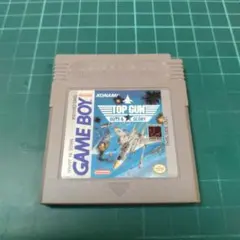 KONAMI
TOP GUN
GUTS & GLORY
GAME BOY
Nintendo